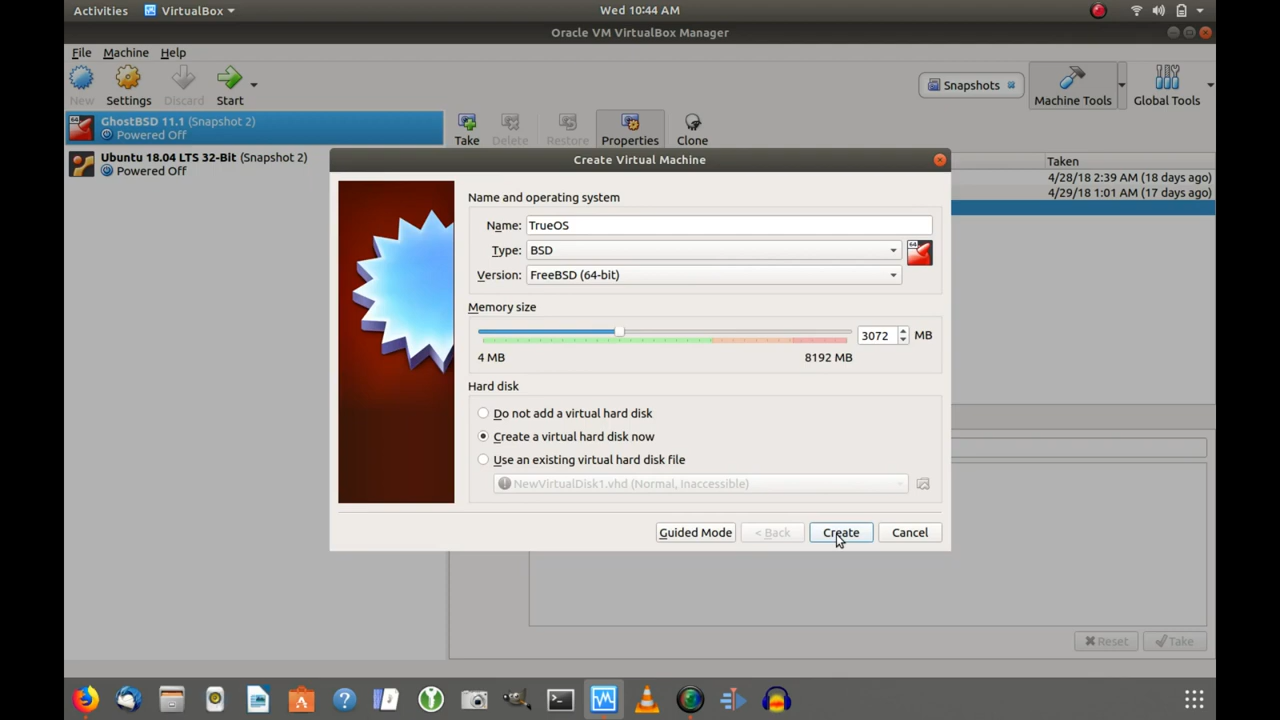 Activities VirtualBox Wed 10:44 AM
Oracle VM VirtualBox Manager
File Machine Help
New Settings Discard Start Snapshots Machine Tools Global Tools
GhostBSD 11.1 (Snapshot 2)
Powered Off
Ubuntu 18.04 LTS 32-Bit (Snapshot 2)
Powered Off
64
Take Delete Restore Properties Clone
Taken
4/28/18 2:39 AM (18 days ago)
4/29/18 1:01 AM (17 days ago)
Create Virtual Machine
Name and operating system
Name: TrueOS
Type: BSD
64
Version: FreeBSD (64-bit)
Memory size
3072 MB
4 MB 8192 MB
Hard disk
Do not add a virtual hard disk
Create a virtual hard disk now
Use an existing virtual hard disk file
NewVirtualDisk1.vhd (Normal, Inaccessible)
Guided Mode < Back Create Cancel
Reset Take